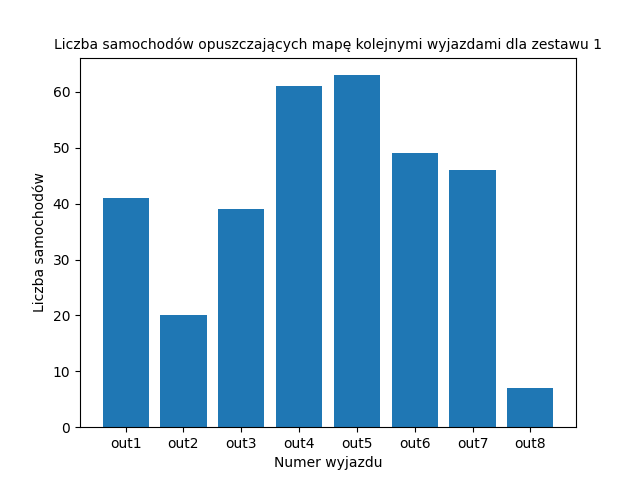 Liczba samochodów opuszczających mapę kolejnymi wyjazdami dla zestawu 1
Liczba samochodów
60
50
40
30
20
10
0
out1 out2 out3 out4 out5 out6 out7 out8
Numer wyjazdu